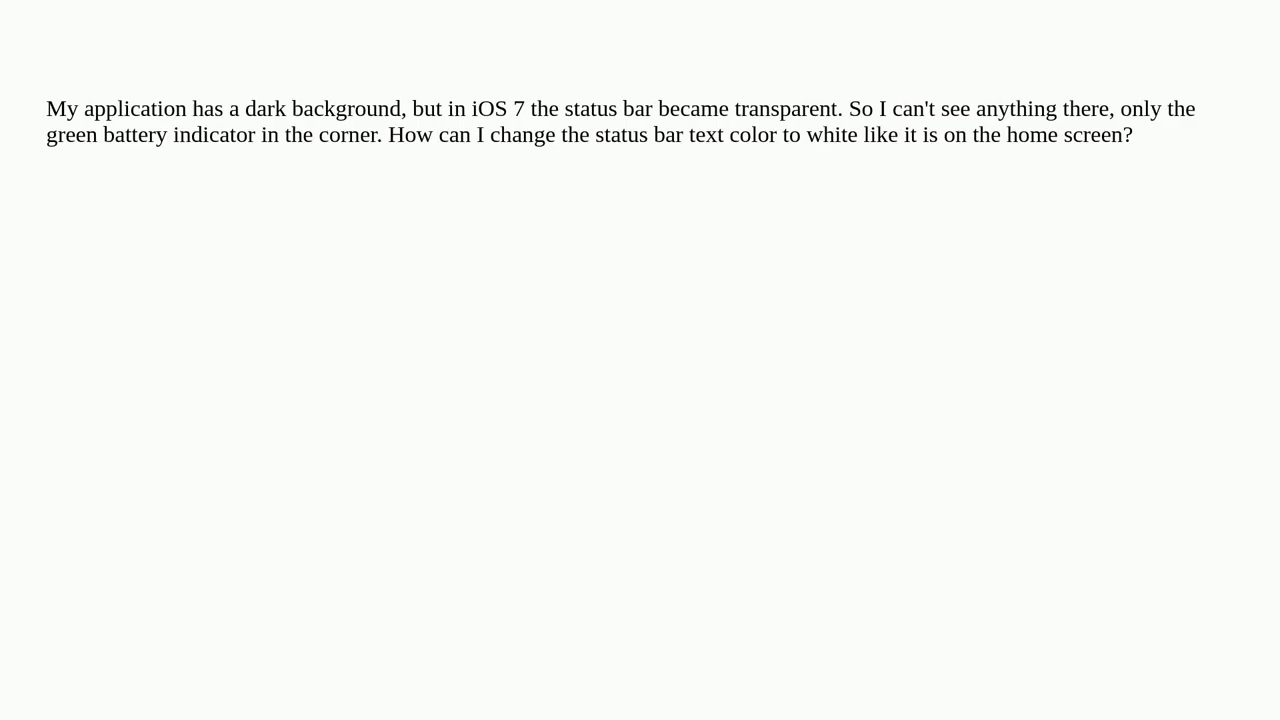 My application has a dark background, but in iOS 7 the status bar became transparent. So I can't see anything there, only the
green battery indicator in the corner. How can I change the status bar text color to white like it is on the home screen?